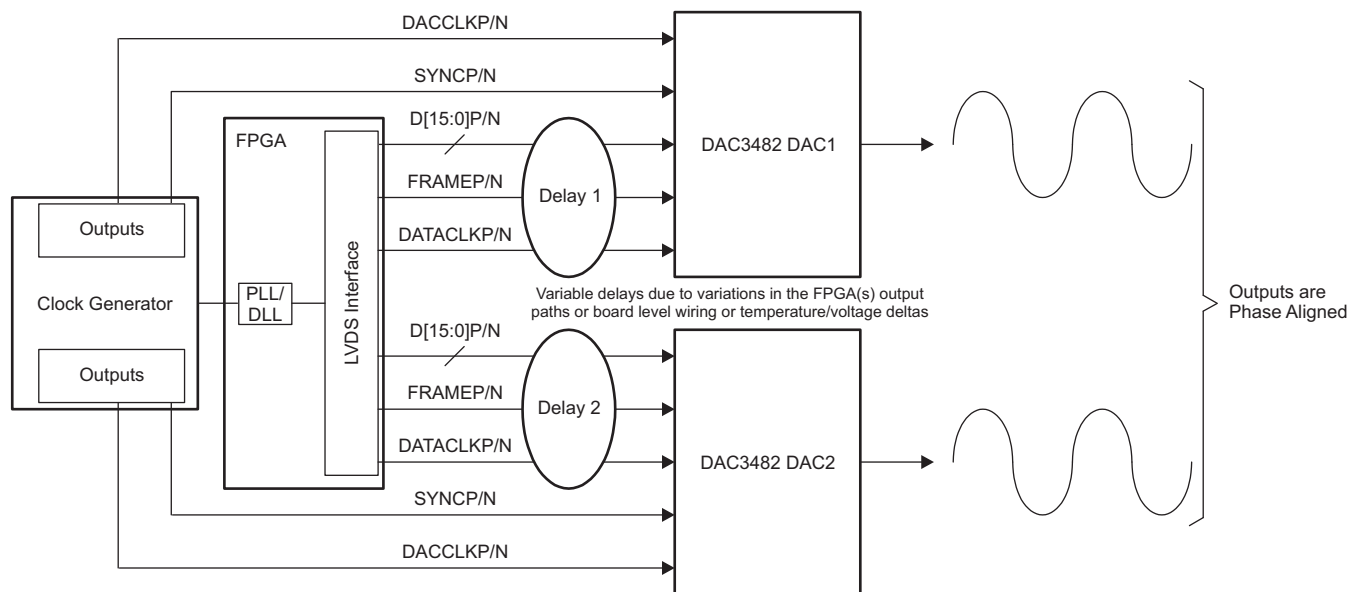 DACCLKP/N
SYNCP/N
D[15:0]P/N
FPGA
DAC3482 DAC1
FRAMEP/N
Delay 1
Outputs
DATACLKP/N
Clock Generator
PLL/
DLL
LVDS Interface
Variable delays due to variations in the FPGA(s) output
paths or board level wiring or temperature/voltage deltas
Outputs are
Phase Aligned
D[15:0]P/N
Outputs
FRAMEP/N
Delay 2
DATACLKP/N
DAC3482 DAC2
SYNCP/N
DACCLKP/N